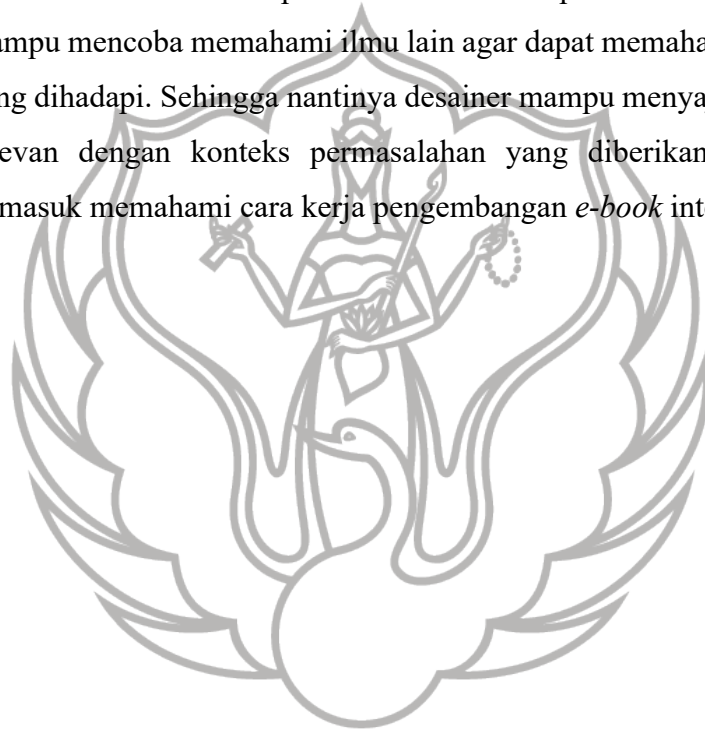 ampu mencoba memahami ilmu lain agar dapat memaha
ng dihadapi. Sehingga nantinya desainer mampu menya
evan dengan konteks permasalahan yang diberikan
masuk memahami cara kerja pengembangan e-book int